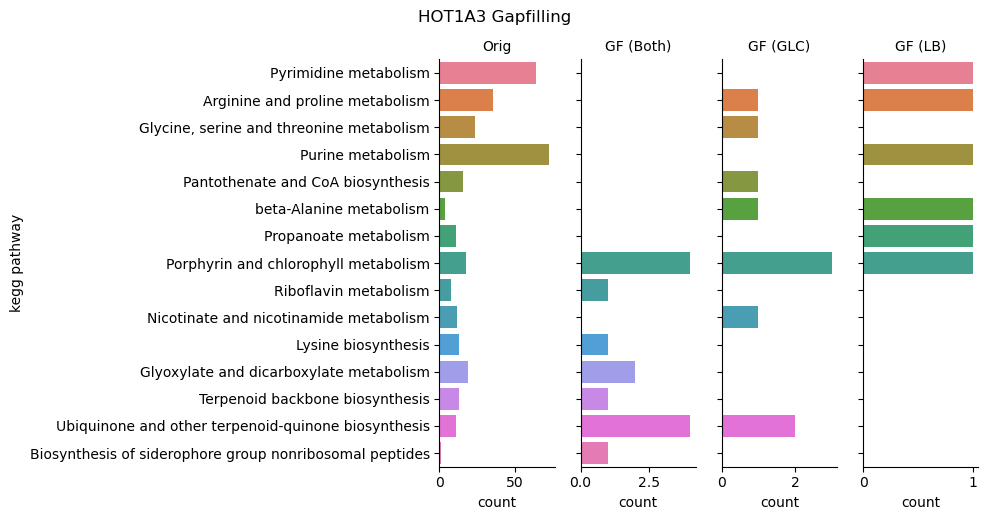 HOT1A3 Gapfilling
Orig
GF (Both)
GF (GLC)
GF (LB)
kegg pathway
Pyrimidine metabolism
Arginine and proline metabolism
Glycine, serine and threonine metabolism
Purine metabolism
Pantothenate and CoA biosynthesis
beta-Alanine metabolism
Propanoate metabolism
Porphyrin and chlorophyll metabolism
Riboflavin metabolism
Nicotinate and nicotinamide metabolism
Lysine biosynthesis
Glyoxylate and dicarboxylate metabolism
Terpenoid backbone biosynthesis
Ubiquinone and other terpenoid-quinone biosynthesis
Biosynthesis of siderophore group nonribosomal peptides
0 50
0.0 2.5
0 2
0 1
count
count
count
count